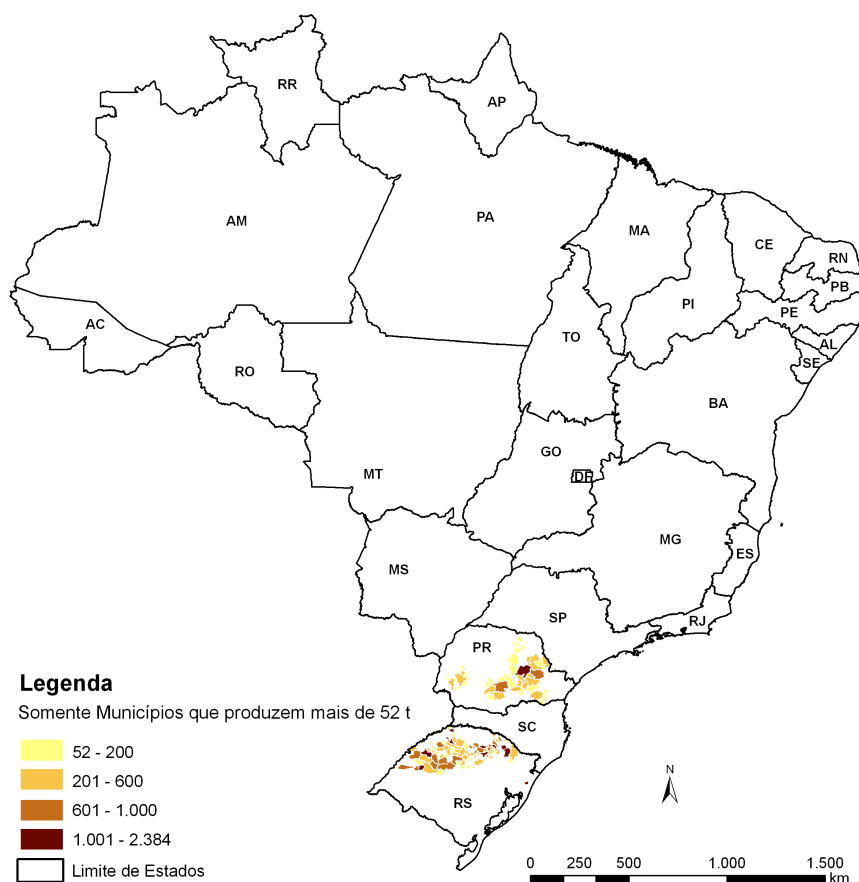 RR
AP
AM
PA
MA
CE
RN
PB
PE
PI
AL
SE
AC
TO
RO
BA
GO
DF
MT
MG
ES
MS
SP
RJ
PR
SC
RS
Legenda
Somente Municípios que produzem mais de 52 t
52 - 200
201 - 600
601 - 1.000
1.001 - 2.384
Limite de Estados
N
0 250 500 1.000 1.500
km